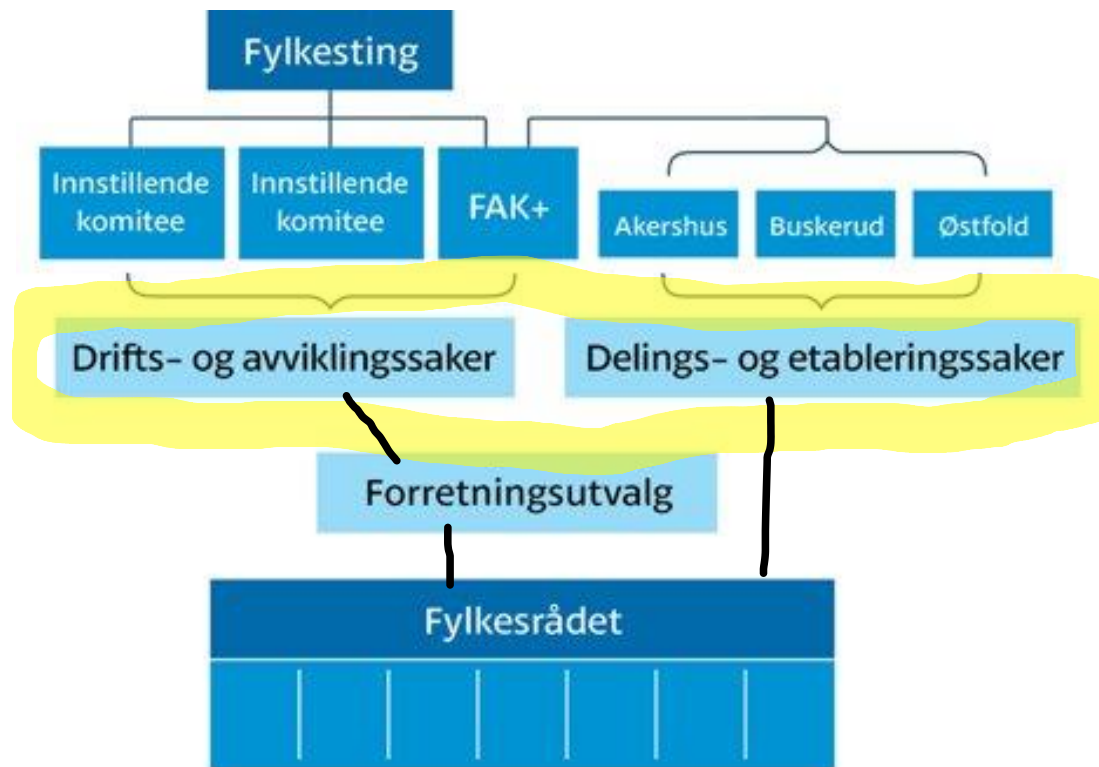 Fylkesting
Innstillende
komitee
Innstillende
komitee
FAK+
Akershus
Buskerud
Østfold
Drifts- og avviklingssaker
Delings- og etableringssaker
Forretningsutvalg
Fylkesrådet